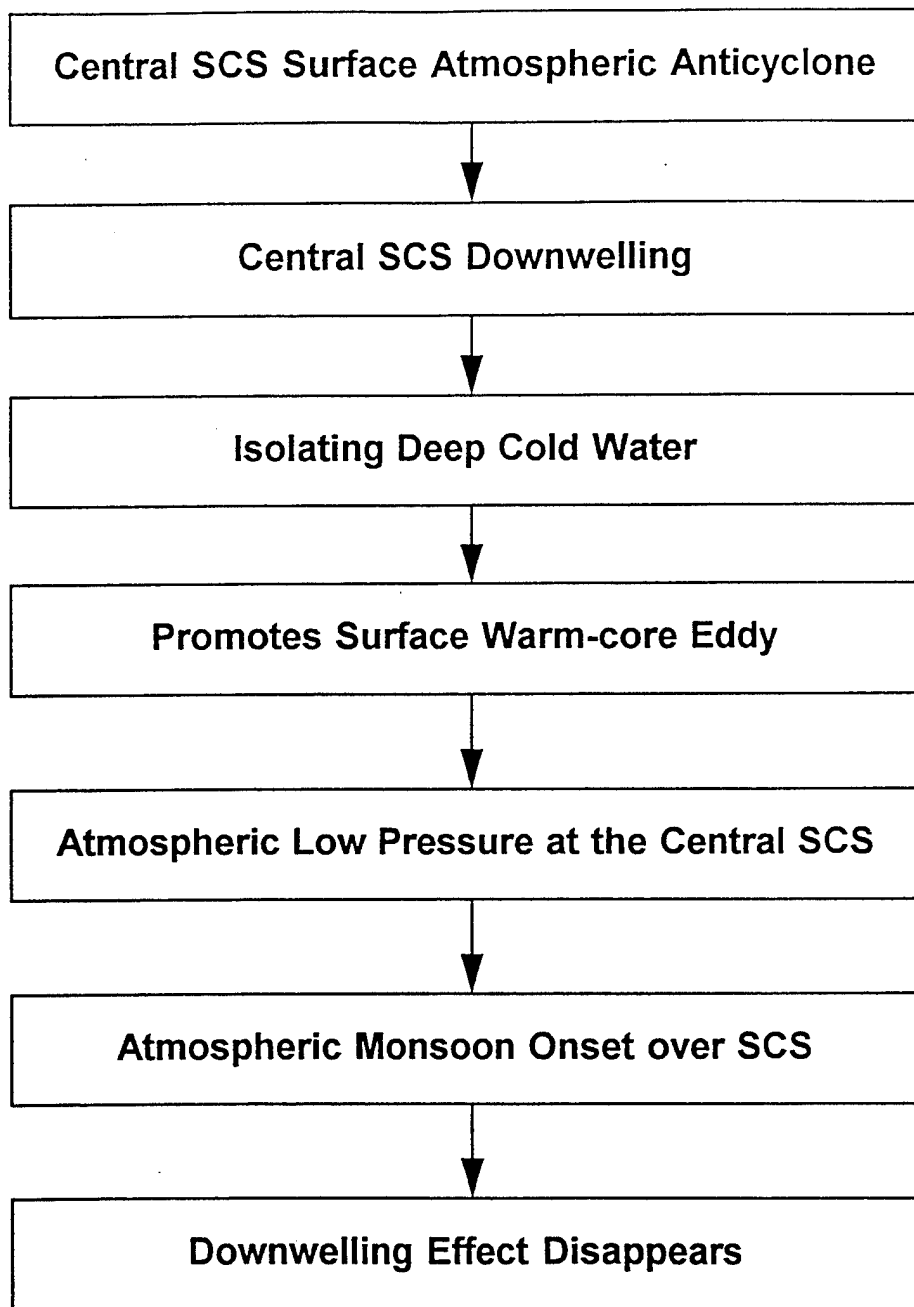 Central SCS Surface Atmospheric Anticyclone
Central SCS Downwelling
Isolating Deep Cold Water
Promotes Surface Warm-core Eddy
Atmospheric Low Pressure at the Central SCS
Atmospheric Monsoon Onset over SCS
Downwelling Effect Disappears